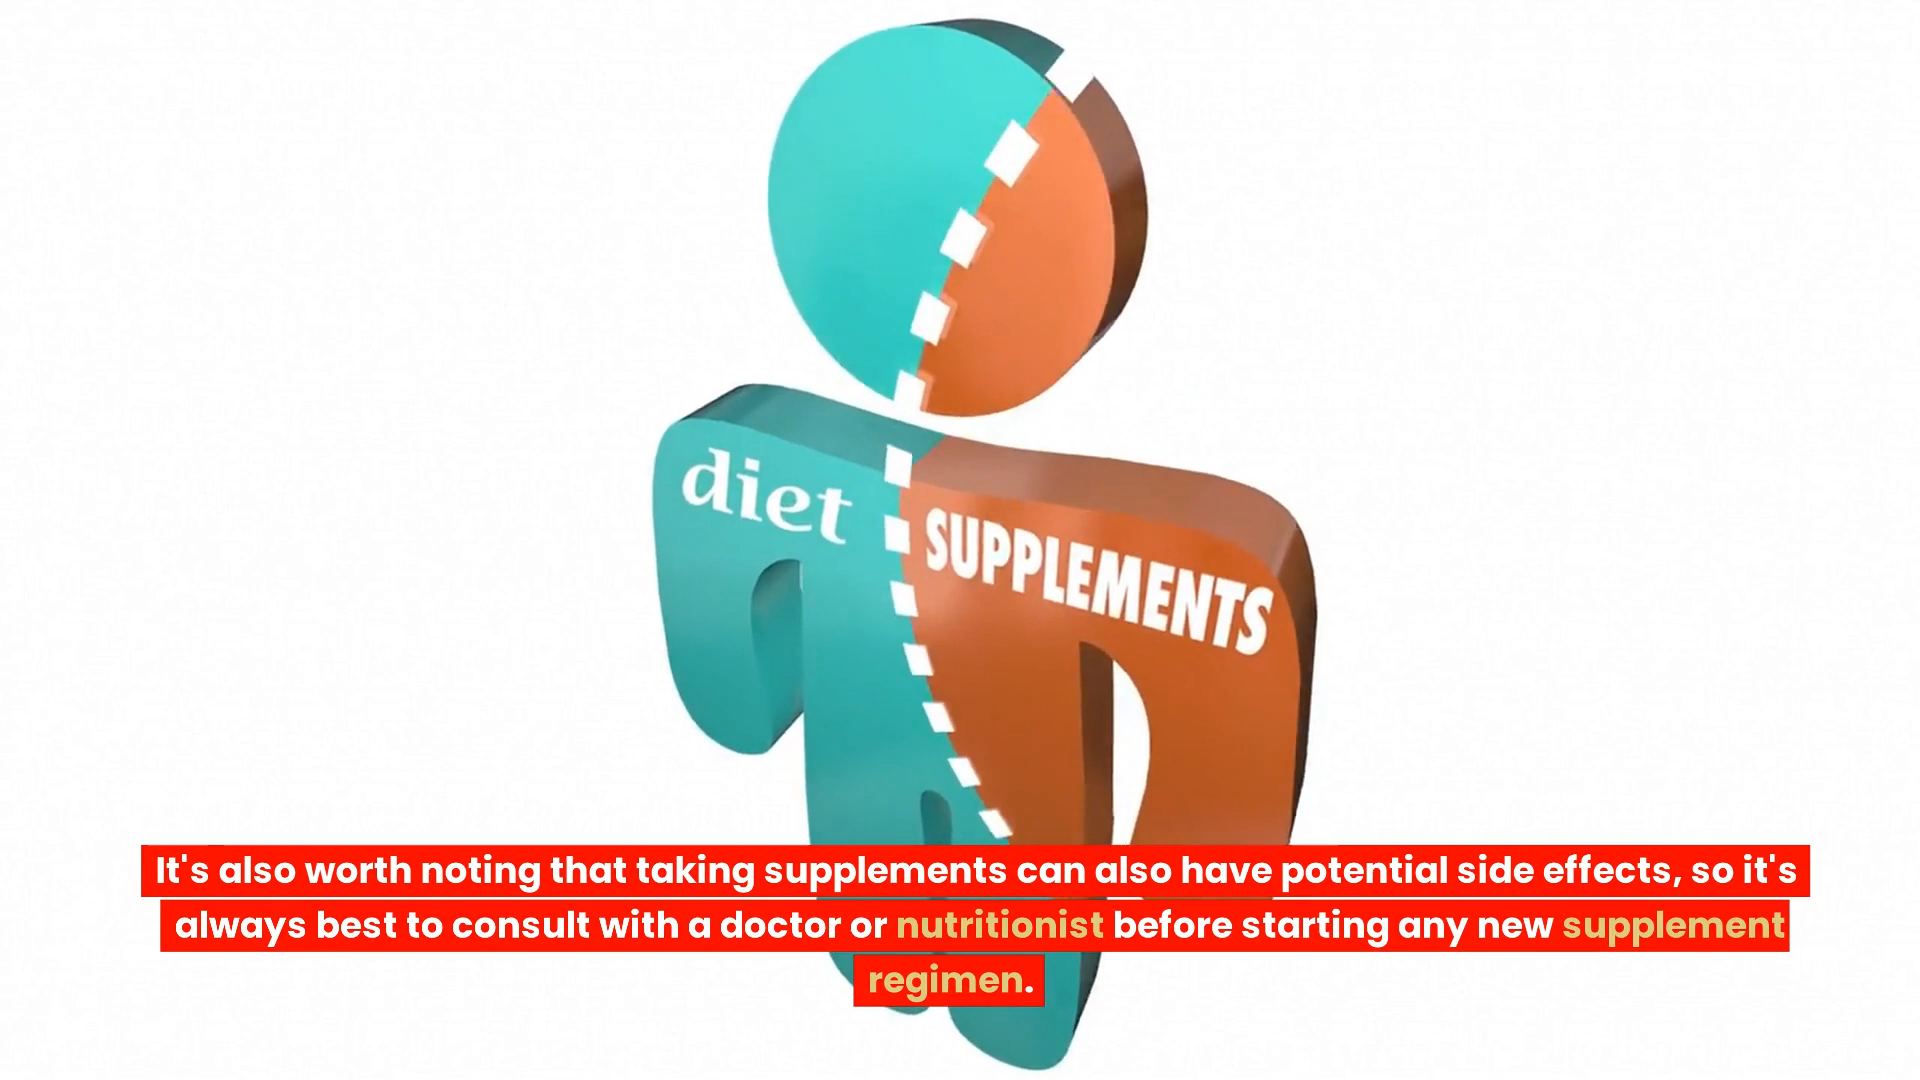 diet
SUPPLEMENTS
It's also worth noting that taking supplements can also have potential side effects, so it's
always best to consult with a doctor or nutritionist before starting any new supplement
regimen.